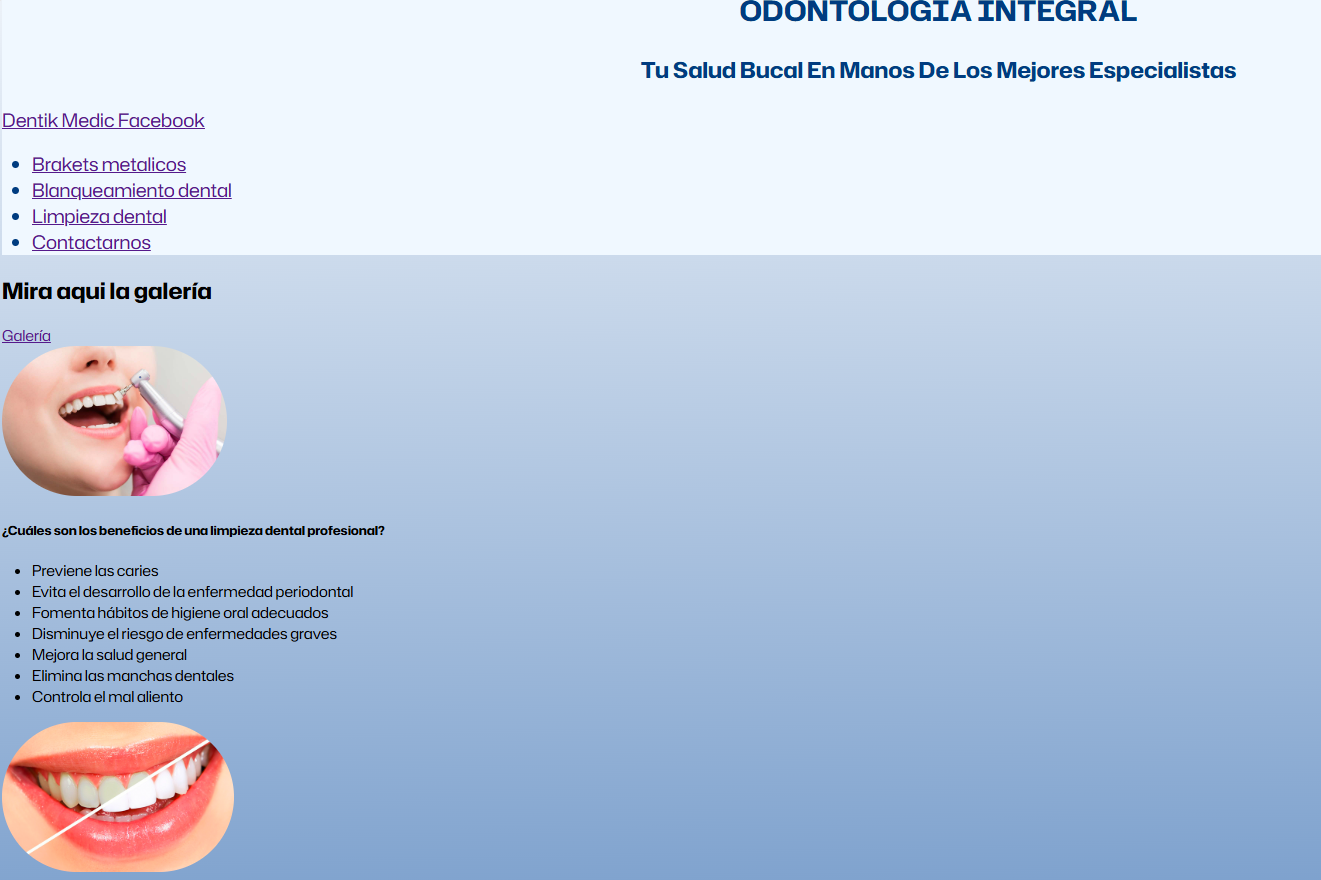 ODONTOLOGÍA INTEGRAL
Tu Salud Bucal En Manos De Los Mejores Especialistas
Dentik Medic Facebook
Brakets metalicos
Blanqueamiento dental
Limpieza dental
Contactarnos
Mira aqui la galería
Galería
¿Cuáles son los beneficios de una limpieza dental profesional?
Previene las caries
Evita el desarrollo de la enfermedad periodontal
Fomenta hábitos de higiene oral adecuados
Disminuye el riesgo de enfermedades graves
Mejora la salud general
Elimina las manchas dentales
Controla el mal aliento